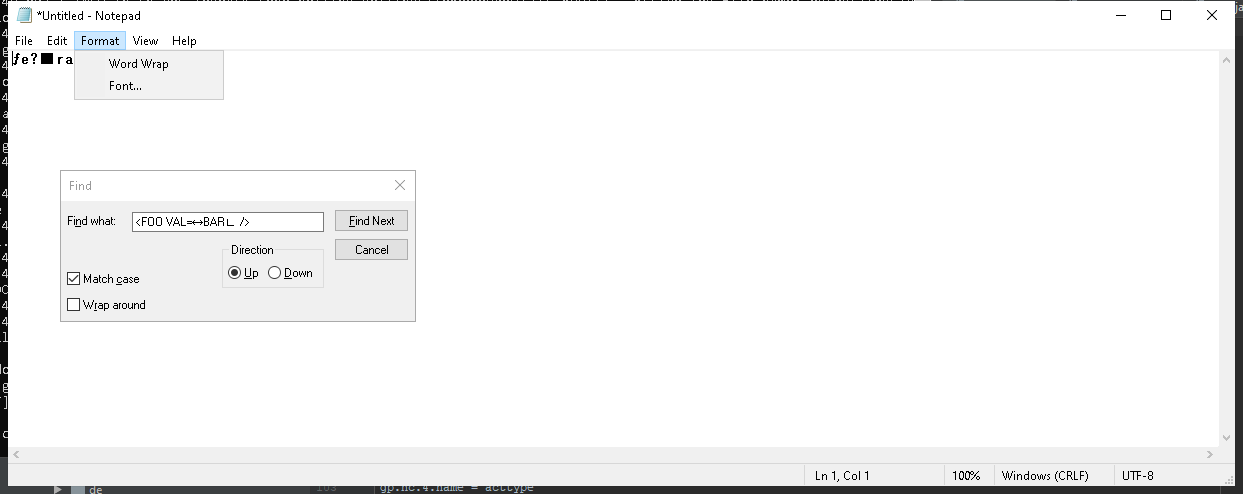 *Untitled - Notepad
File Edit Format View Help
ƒe?■ra
Word Wrap
Font...
Find
Find what: <FOO VAL=↔BAR∟ /> Find Next
Direction Cancel
Up Down
Match case
Wrap around
Ln 1, Col 1 100% Windows (CRLF) UTF-8
de gp.nc.4.name = acttype